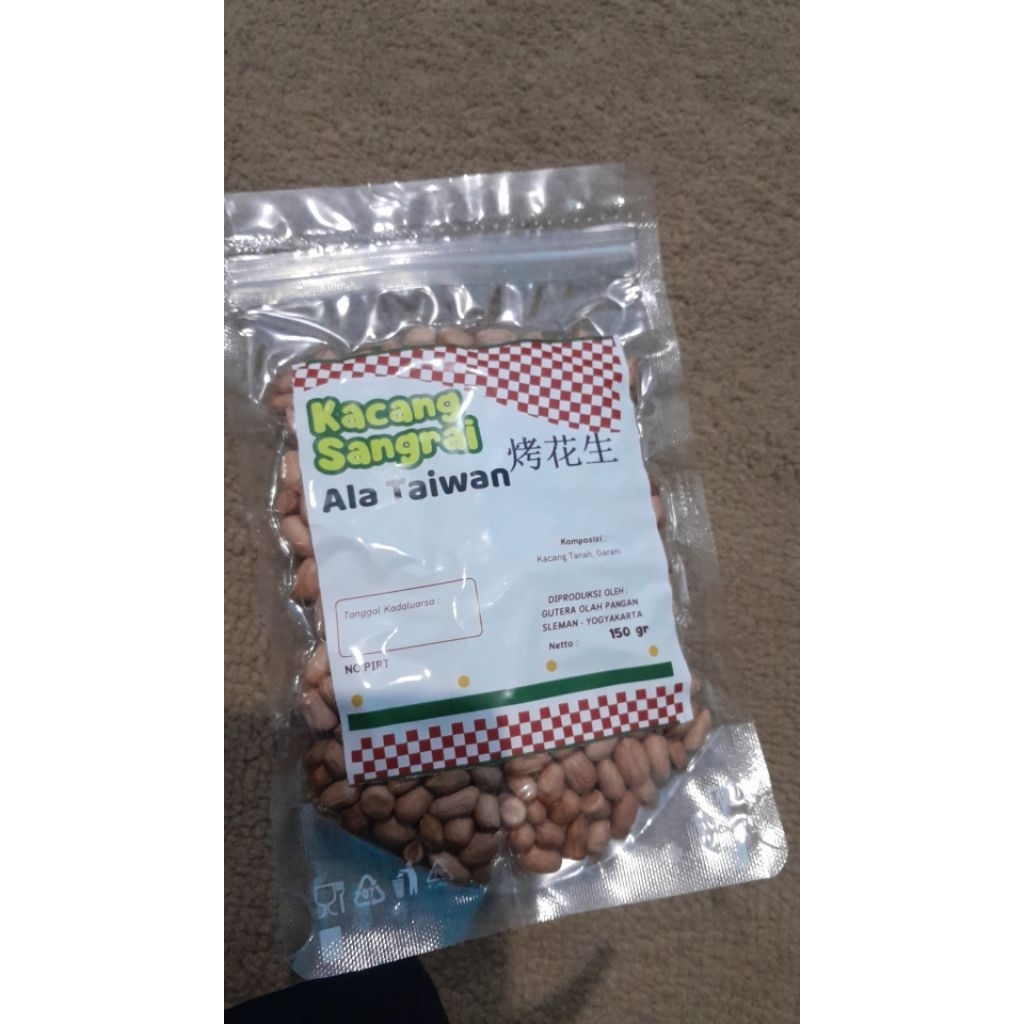 Kacang
Sangrai
Ala Taiwan
烤花生
Komposisi :
Kacang Tanah, Garam
Tanggal Kadaluarsa :
DIPRODUKSI OLEH :
GUTERA OLAH PANGAN
SLEMAN - YOGYAKARTA
Netto : 150 gr
NO PIRT